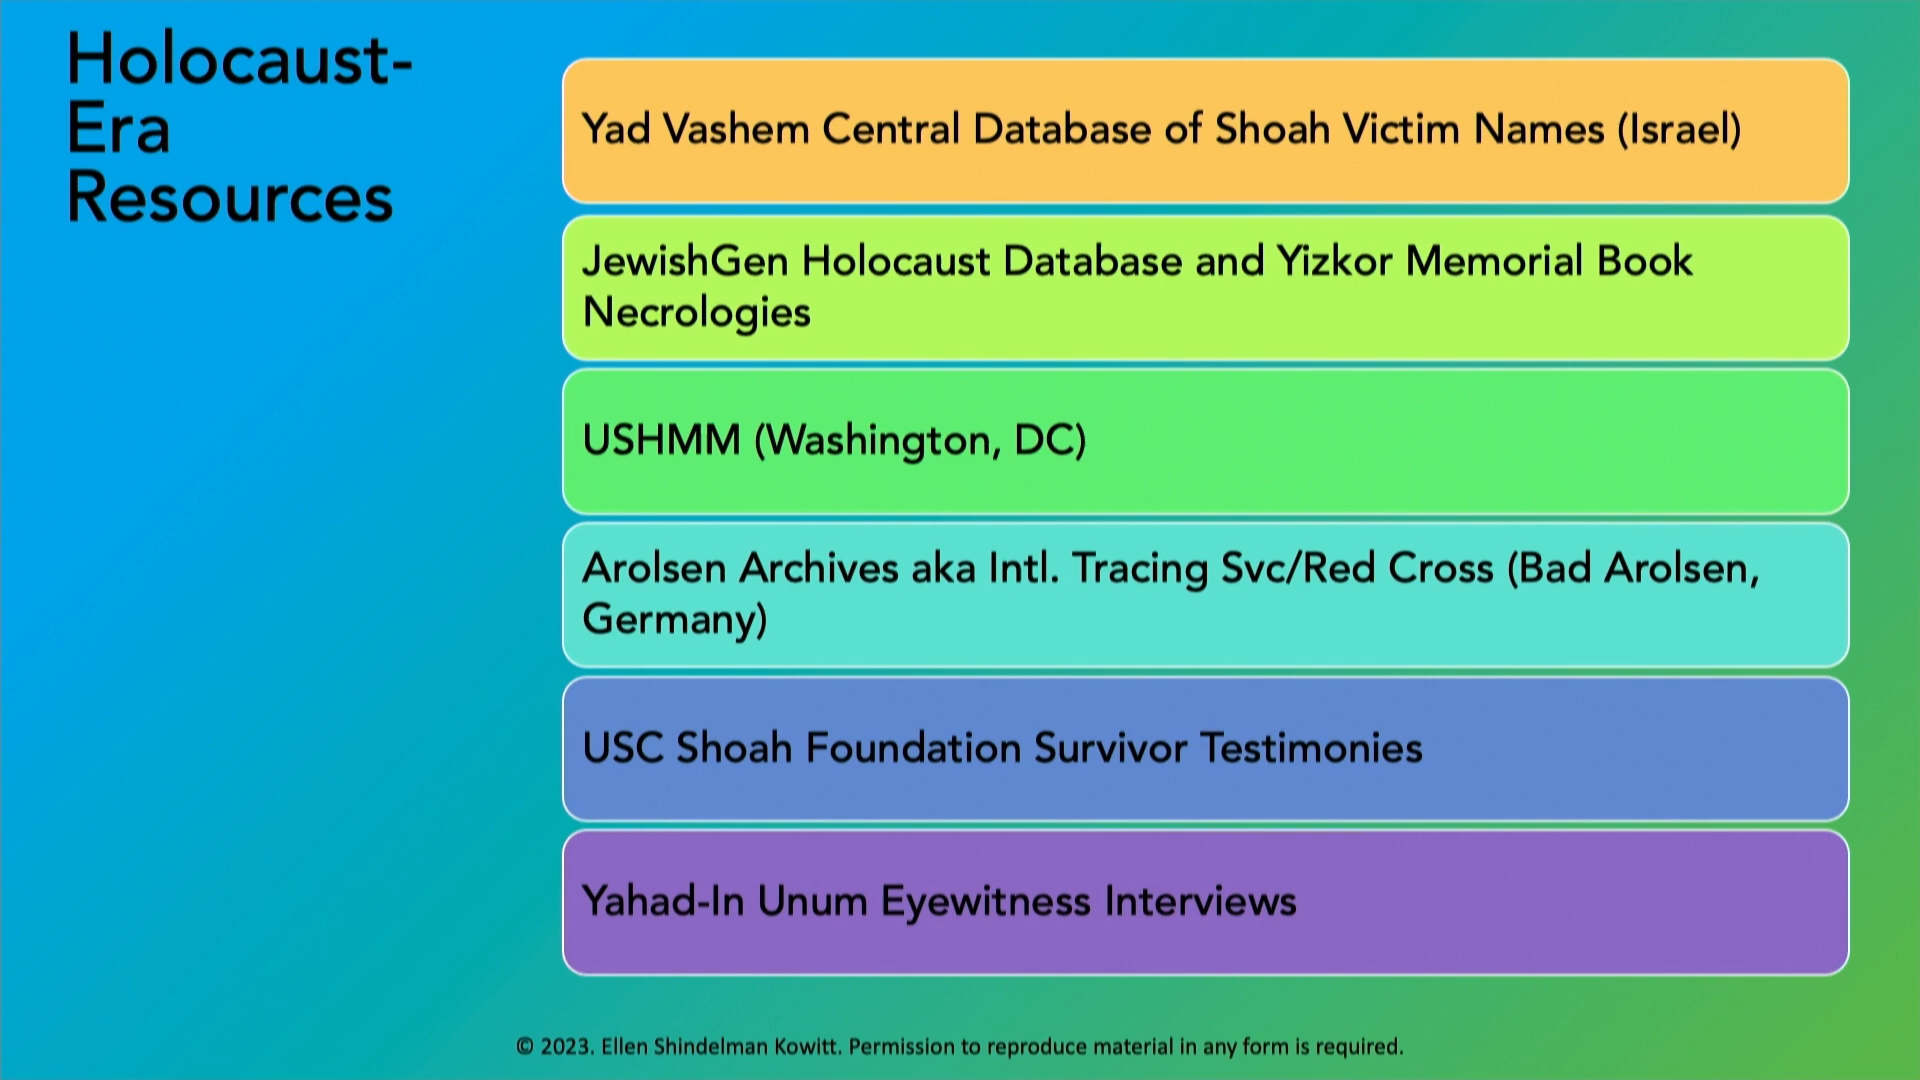 Holocaust-
Era
Resources
Yad Vashem Central Database of Shoah Victim Names (Israel)
JewishGen Holocaust Database and Yizkor Memorial Book
Necrologies
USHMM (Washington, DC)
Arolsen Archives aka Intl. Tracing Svc/Red Cross (Bad Arolsen,
Germany)
USC Shoah Foundation Survivor Testimonies
Yahad-In Unum Eyewitness Interviews
© 2023. Ellen Shindelman Kowitt. Permission to reproduce material in any form is required.